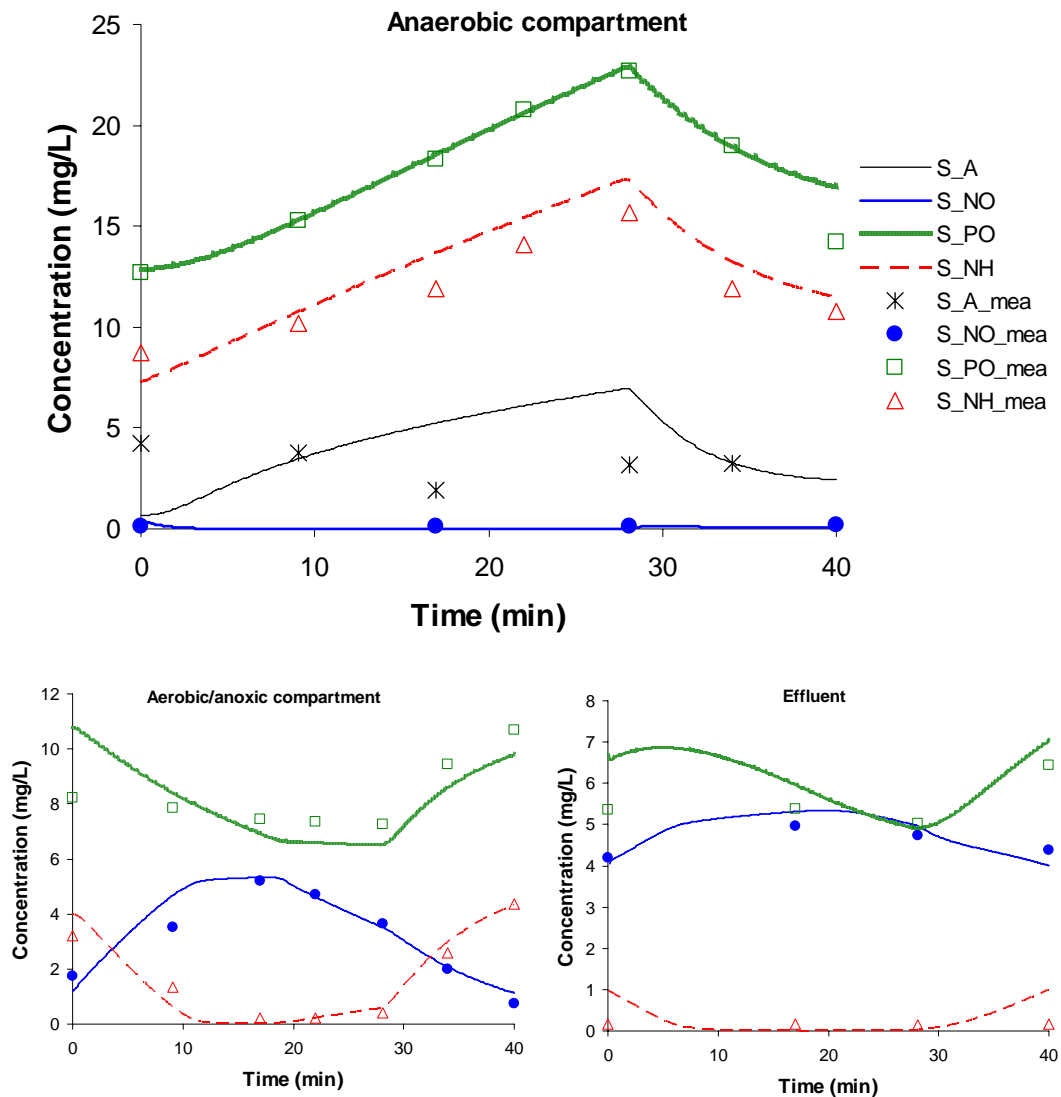 Anaerobic compartment
25
20
15
10
5
0
Concentration (mg/L)
0 10 20 30 40
Time (min)
S_A
S_NO
S_PO
S_NH
S_A_mea
S_NO_mea
S_PO_mea
S_NH_mea
Aerobic/anoxic compartment
12
10
8
6
4
2
0
Concentration (mg/L)
0 10 20 30 40
Time (min)
Effluent
8
7
6
5
4
3
2
1
0
Concentration (mg/L)
0 10 20 30 40
Time (min)